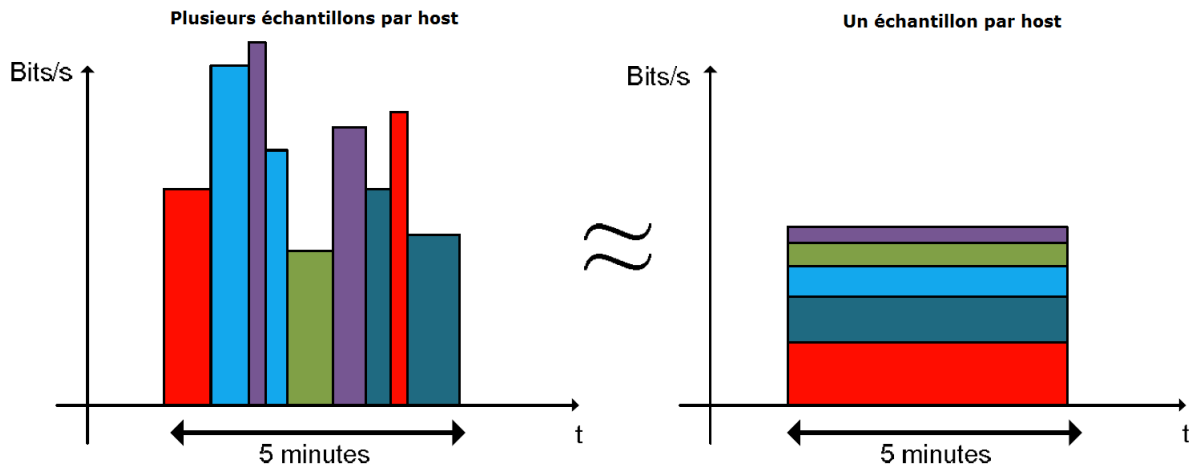 Plusieurs échantillons par host
Bits/s
t
5 minutes
≈
Un échantillon par host
Bits/s
t
5 minutes